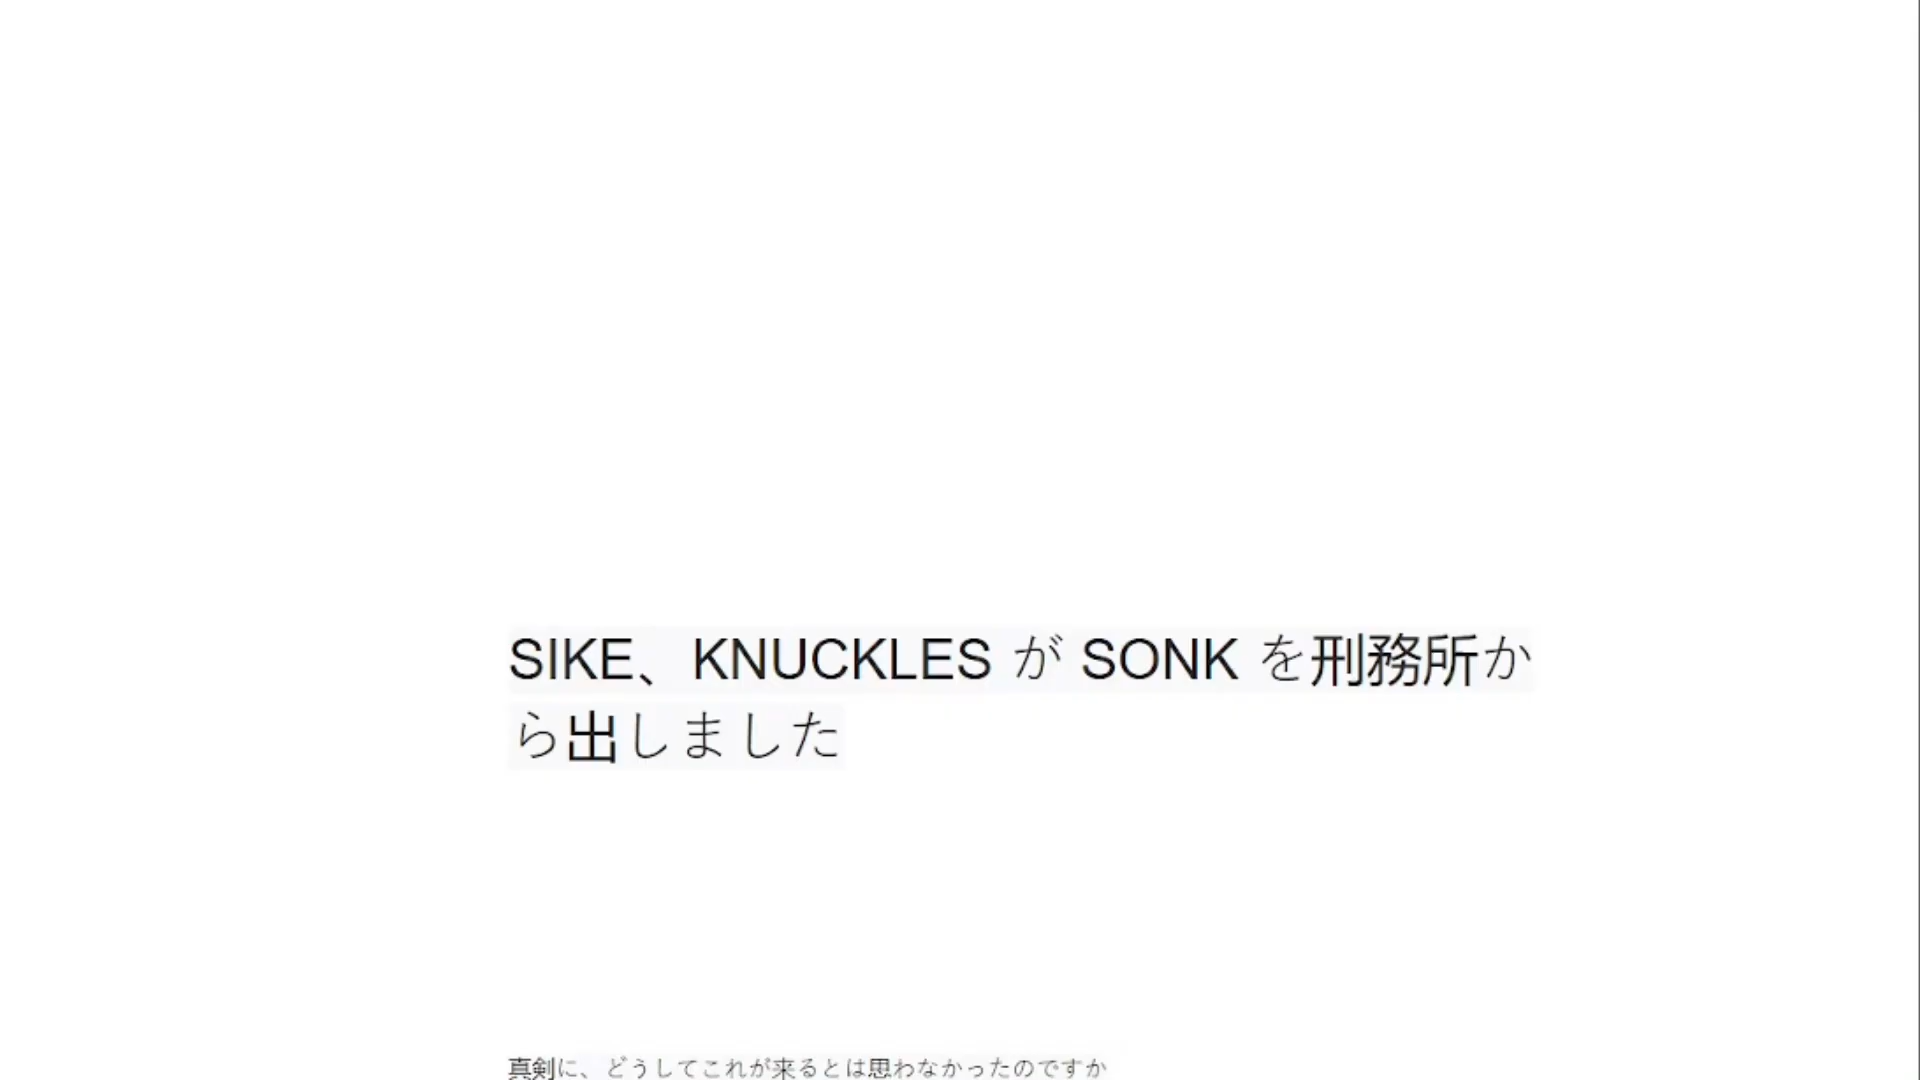 SIKE、KNUCKLES が SONK を刑務所か
ら出しました
真剣に、どうしてこれが来るとは思わなかったのですか